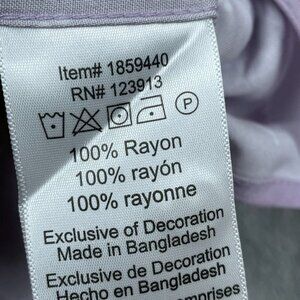 Item# 1859440
RN# 123913
P
100% Rayon
100% rayón
100% rayonne
Exclusive of Decoration
Made in Bangladesh
Exclusive de Decoration
Hecho en Bangladesh